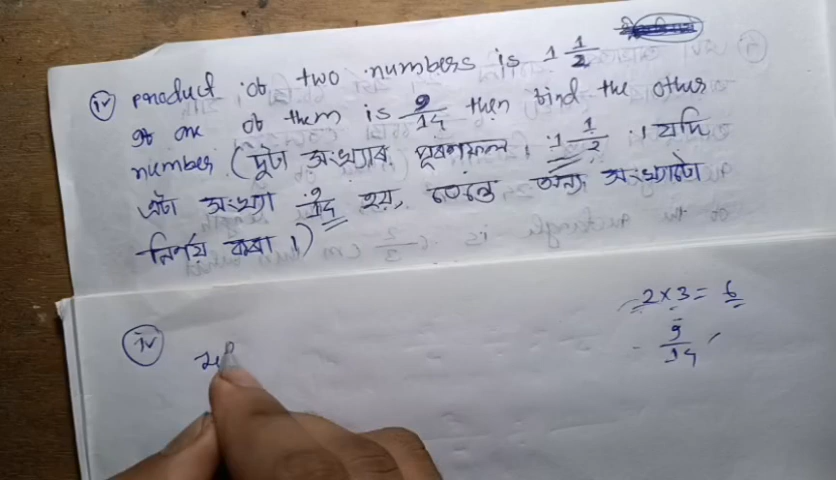 (iv) product of two numbers is 1 1/2
If one of them is 9/14 then find the other
number. (দুটা সংখ্যাৰ পূৰণফল 1 1/2 । যদি
এটা সংখ্যা 9/14 হয়, তেন্তে অন্য সংখ্যাটো
নিৰ্ণয় কৰা।)
2 x 3 = 6
(iv)
9/14